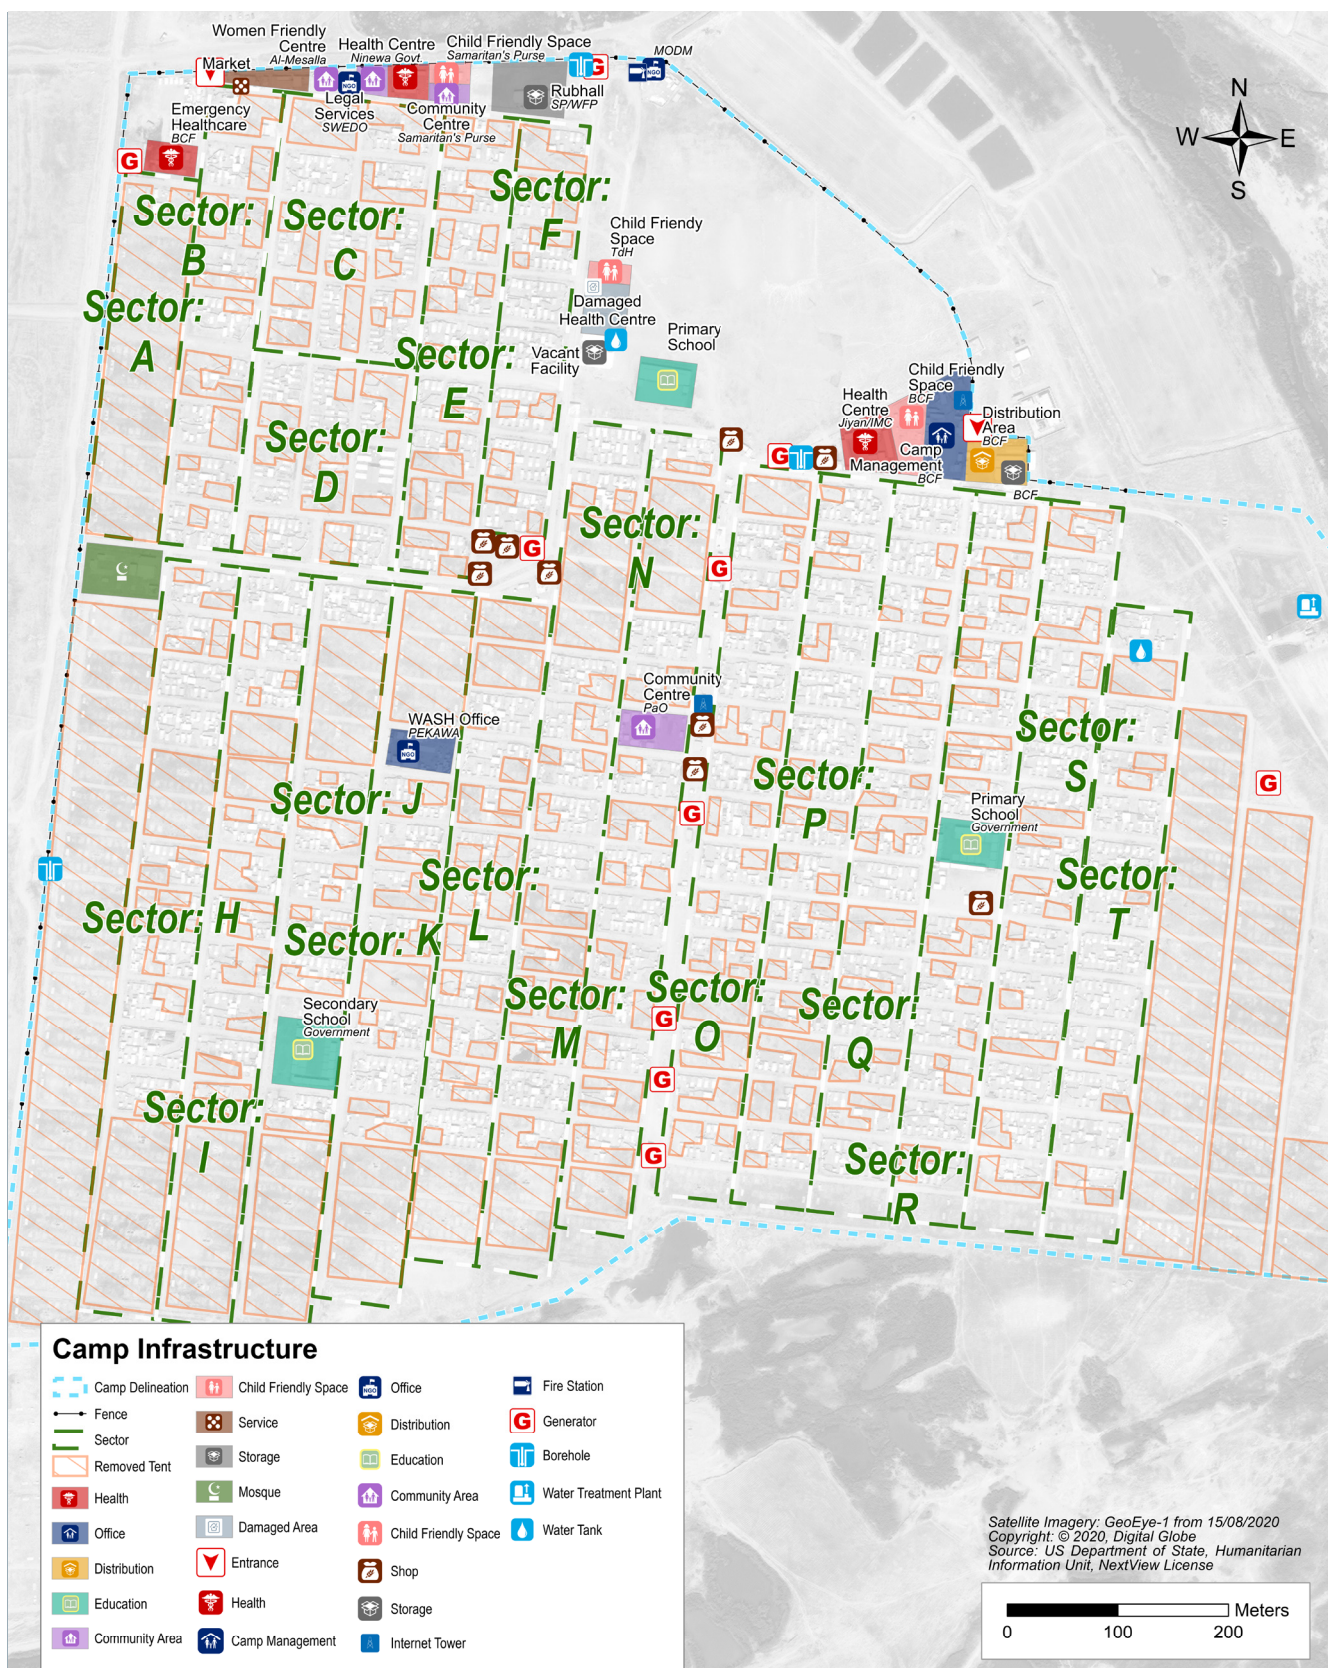 Women Friendly
Centre
Al-Mesalla
Health Centre
Ninewa Govt.
Child Friendly Space
Samaritan's Purse
MODM
Market
NGO
Rubhall
SP/WFP
Legal
Services
SWEDO
NGO
Community
Centre
Samaritan's Purse
Emergency
Healthcare
BCF
G
G
N
W
E
S
Sector:
B
Sector:
C
Sector:
F
Child Friendy
Space
TdH
Sector:
A
Damaged
Health Centre
Primary
School
Vacant
Facility
Sector:
E
Child Friendly
Space
BCF
Health
Centre
Jiyan/IMC
Distribution
Area
BCF
Camp
Management
BCF
BCF
G
Sector:
D
Sector:
N
G
G
Community
Centre
PaO
WASH Office
PEKAWA
NGO
Sector:
S
Sector: J
Sector:
P
G
G
Primary
School
Government
Sector:
L
Sector:
T
Sector: H
Sector: K
Sector:
M
Sector:
O
Sector:
Q
Secondary
School
Government
G
G
G
Sector:
I
Sector:
R
Camp Infrastructure
Camp Delineation
Fence
Sector
Removed Tent
Health
Office
Distribution
Education
Community Area
Child Friendly Space
Service
Storage
Mosque
Damaged Area
Entrance
Health
Camp Management
NGO
Office
Distribution
Education
Community Area
Child Friendly Space
Shop
Storage
Internet Tower
Fire Station
G
Generator
Borehole
Water Treatment Plant
Water Tank
Satellite Imagery: GeoEye-1 from 15/08/2020
Copyright: © 2020, Digital Globe
Source: US Department of State, Humanitarian
Information Unit, NextView License
Meters
0 100 200